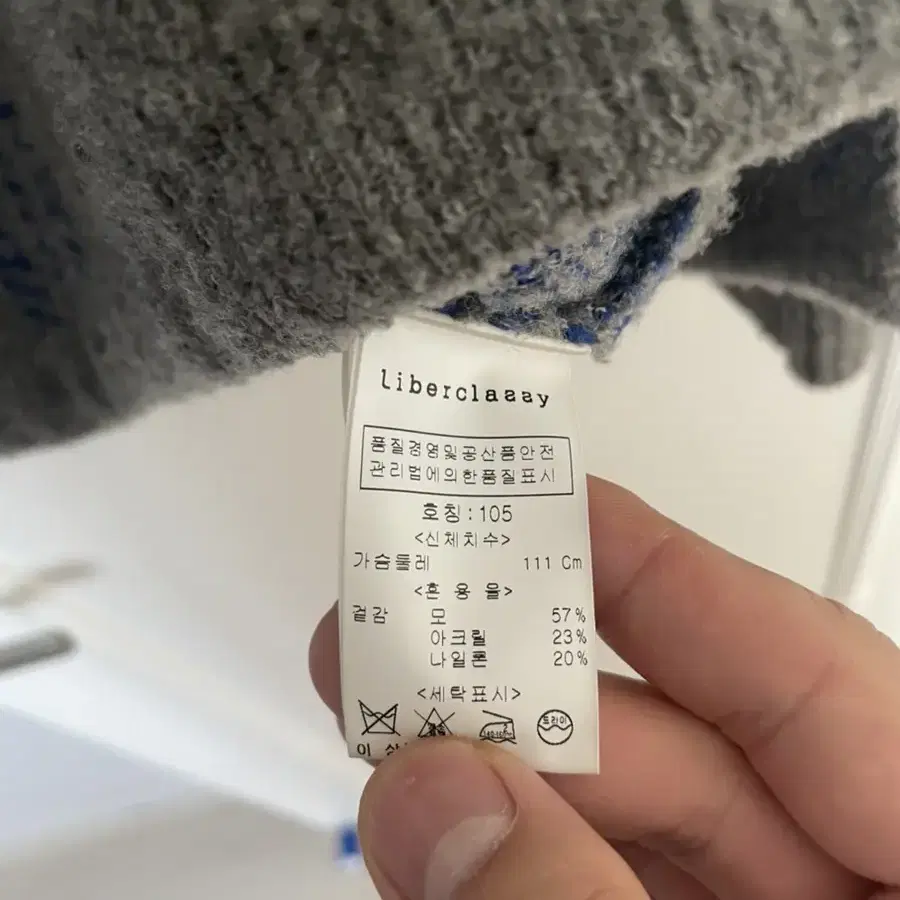 liberclassy
품질경영및공산품안전
관리법에의한품질표시
호칭:105
<신체치수>
가슴둘레 111 Cm
<혼용율>
겉감 모 57%
아크릴 23%
나일론 20%
<세탁표시>
드라이
이 상